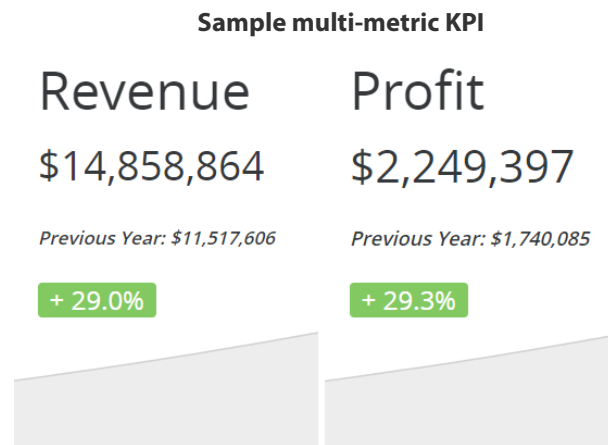 Sample multi-metric KPI
Revenue
$14,858,864
Previous Year: $11,517,606
+ 29.0%
Profit
$2,249,397
Previous Year: $1,740,085
+ 29.3%